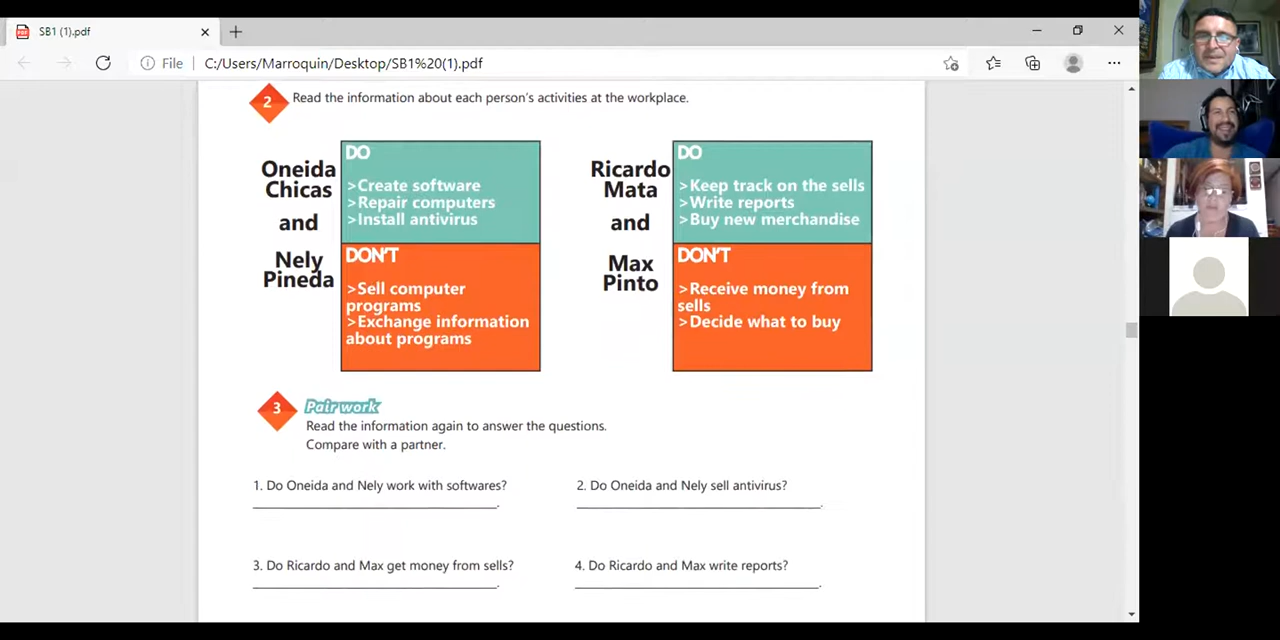 SB1 (1).pdf
File
C:/Users/Marroquin/Desktop/SB1%20(1).pdf
2
Read the information about each person's activities at the workplace.
Oneida
Chicas
and
Nely
Pineda
DO
>Create software
>Repair computers
>Install antivirus
DON'T
>Sell computer
programs
>Exchange information
about programs
Ricardo
Mata
and
Max
Pinto
DO
>Keep track on the sells
>Write reports
>Buy new merchandise
DON'T
>Receive money from
sells
>Decide what to buy
3
Pair work
Read the information again to answer the questions.
Compare with a partner.
1. Do Oneida and Nely work with softwares?
2. Do Oneida and Nely sell antivirus?
3. Do Ricardo and Max get money from sells?
4. Do Ricardo and Max write reports?